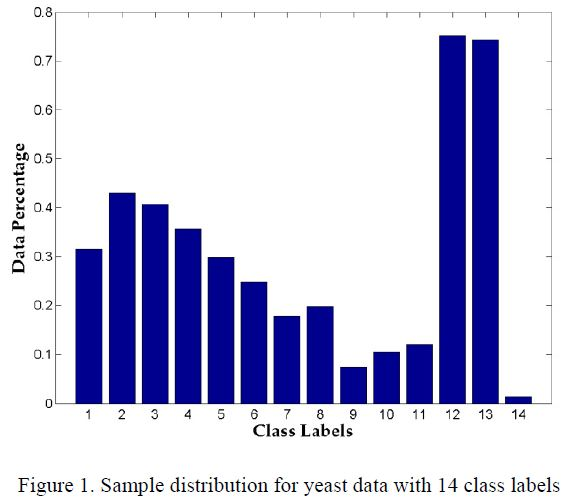 0.8
0.7
0.6
0.5
0.4
0.3
0.2
0.1
0
Data Percentage
1 2 3 4 5 6 7 8 9 10 11 12 13 14
Class Labels
Figure 1. Sample distribution for yeast data with 14 class labels